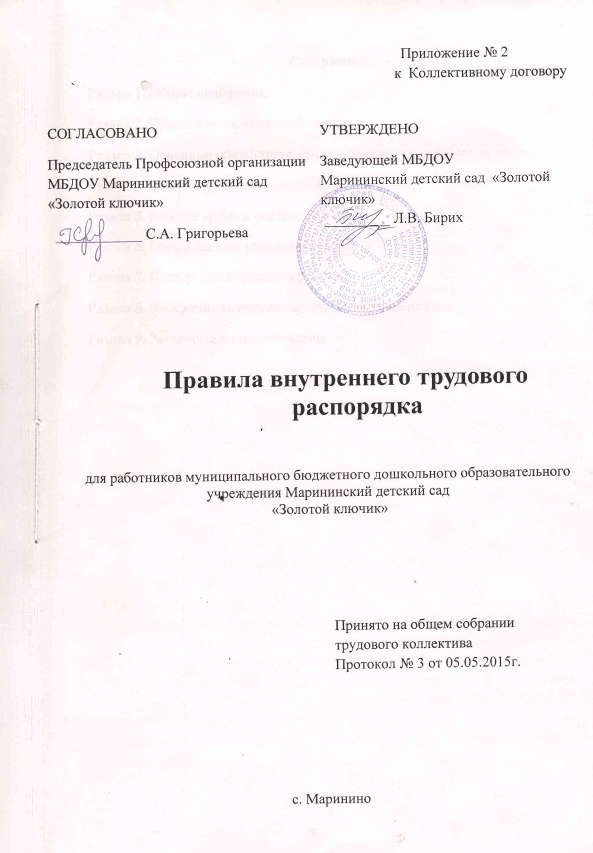 Приложение № 2
к Коллективному договору
СОГЛАСОВАНО
Председатель Профсоюзной организации
МБДОУ Марининский детский сад
«Золотой ключик»
С.А. Григорьева
УТВЕРЖДЕНО
Заведующей МБДОУ
Марининский детский сад «Золотой
ключик»
Л.В. Бирих
Правила внутреннего трудового
распорядка
для работников муниципального бюджетного дошкольного образовательного
учреждения Марининский детский сад
«Золотой ключик»
Принято на общем собрании
трудового коллектива
Протокол № 3 от 05.05.2015г.
с. Маринино